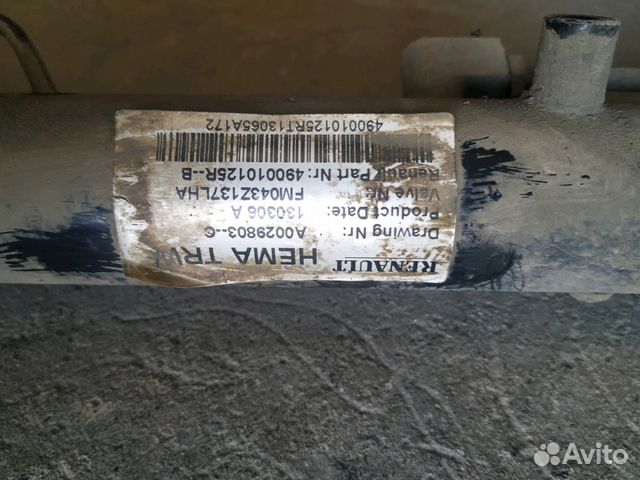 RENAULT HEMA TRW
Drawing Nr: A0029803--C
Product Date: 130306 A
Valve Nr: FM043Z137LHA
Renault Part Nr: 490010125R--B
490010125RT13065A172
Avito